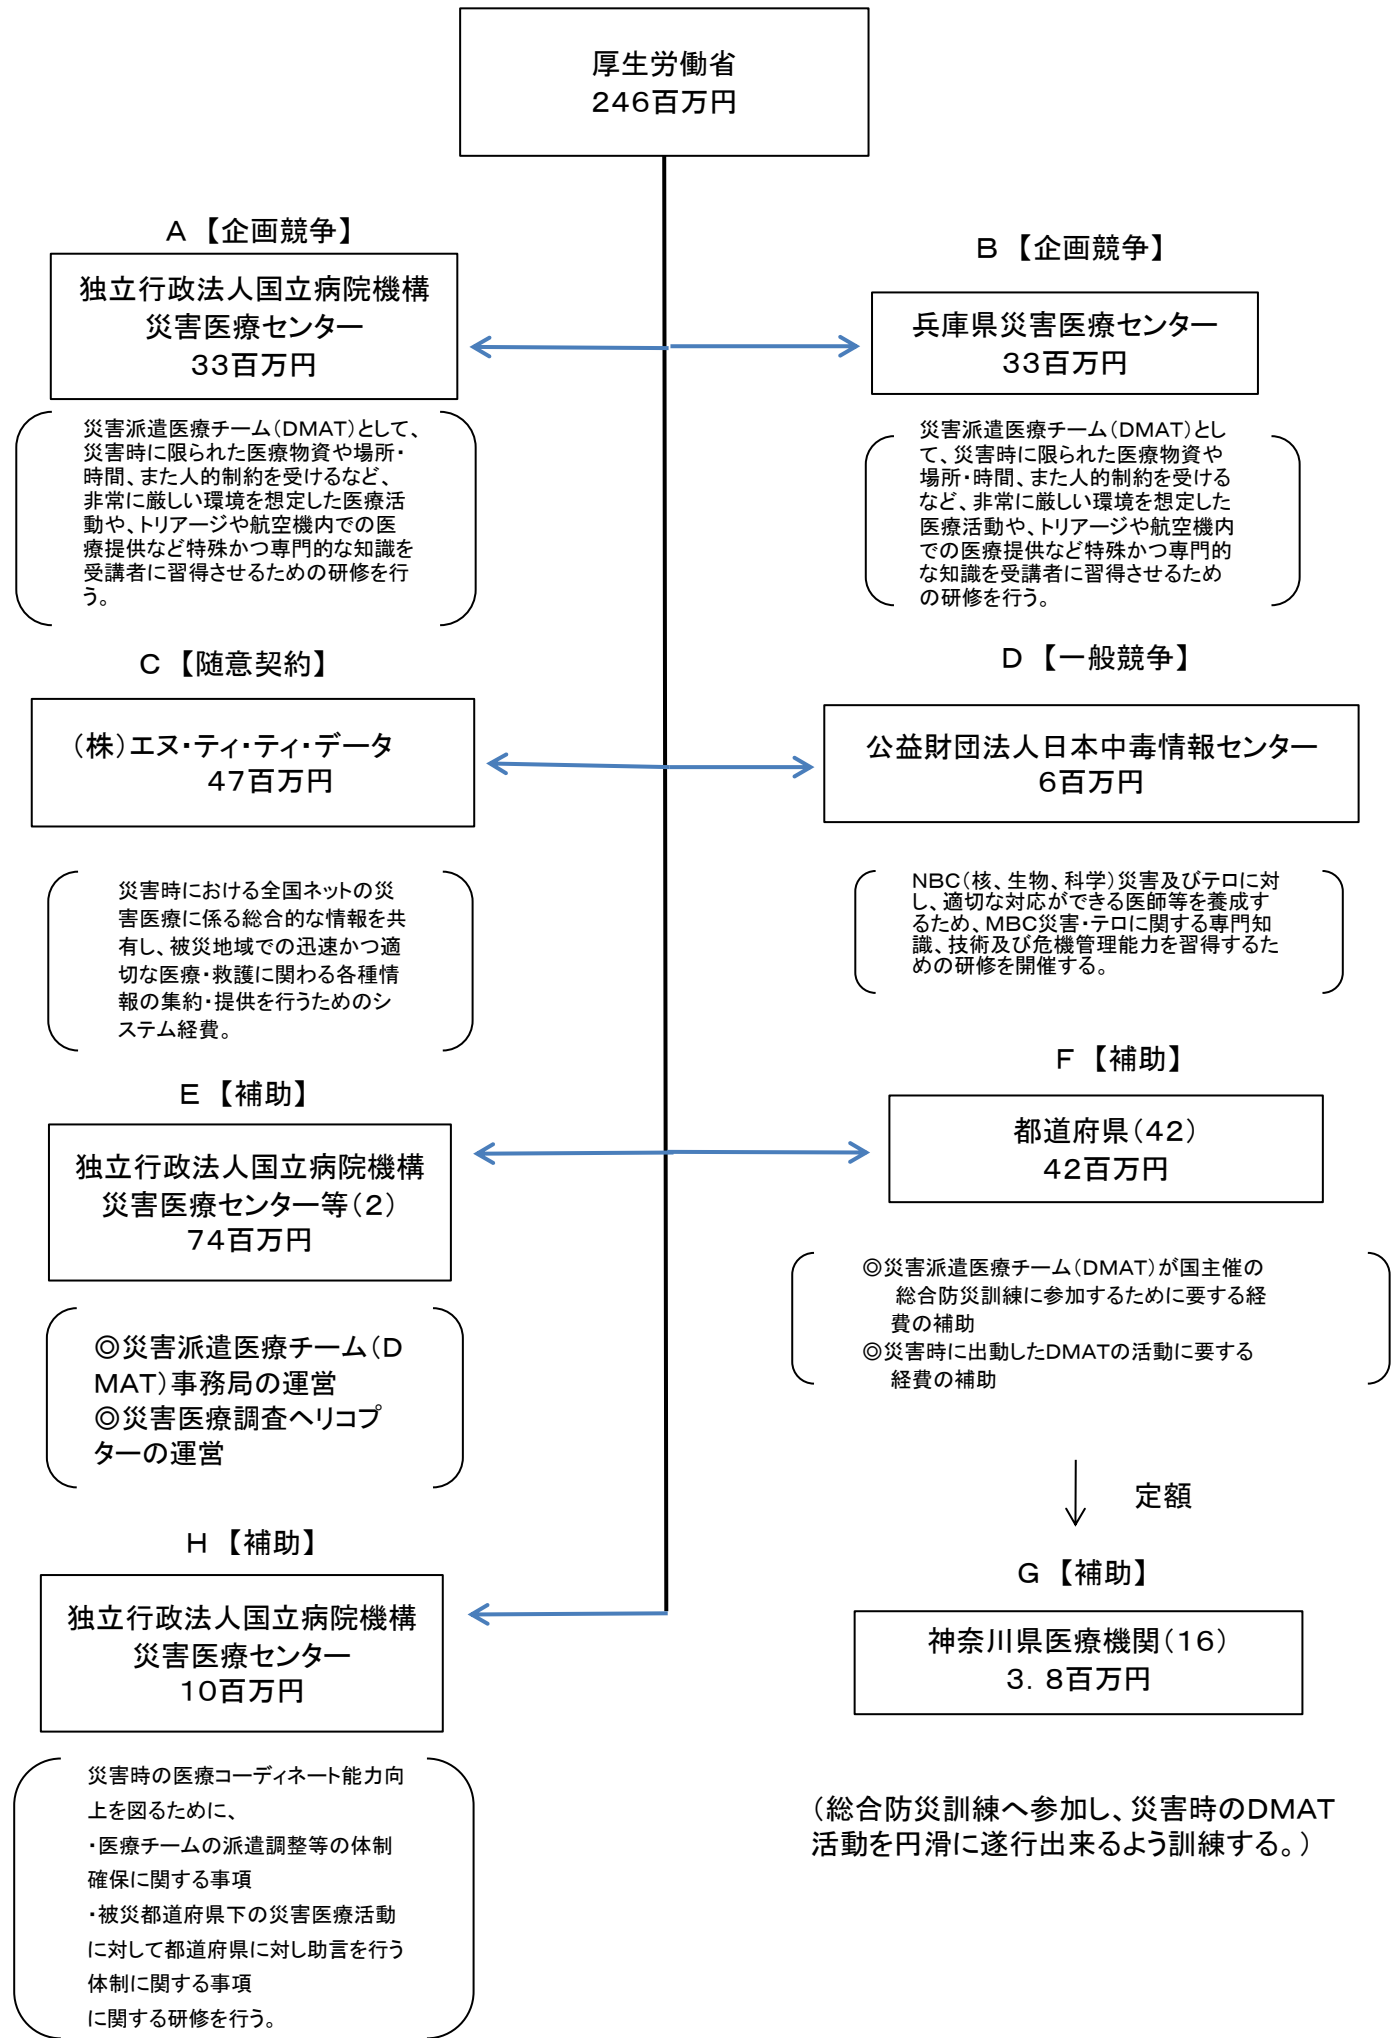 厚生労働省
246百万円
A 【企画競争】
独立行政法人国立病院機構
災害医療センター
33百万円
災害派遣医療チーム(DMAT)として、
災害時に限られた医療物資や場所・
時間、また人的制約を受けるなど、
非常に厳しい環境を想定した医療活
動や、トリアージや航空機内での医
療提供など特殊かつ専門的な知識を
受講者に習得させるための研修を行
う。
B 【企画競争】
兵庫県災害医療センター
33百万円
災害派遣医療チーム(DMAT)とし
て、災害時に限られた医療物資や
場所・時間、また人的制約を受ける
など、非常に厳しい環境を想定した
医療活動や、トリアージや航空機内
での医療提供など特殊かつ専門的
な知識を受講者に習得させるため
の研修を行う。
C 【随意契約】
(株)エヌ・ティ・ティ・データ
47百万円
災害時における全国ネットの災
害医療に係る総合的な情報を共
有し、被災地域での迅速かつ適
切な医療・救護に関わる各種情
報の集約・提供を行うためのシ
ステム経費。
D 【一般競争】
公益財団法人日本中毒情報センター
6百万円
NBC(核、生物、科学)災害及びテロに対
し、適切な対応ができる医師等を養成す
るため、MBC災害・テロに関する専門知
識、技術及び危機管理能力を習得するた
めの研修を開催する。
E 【補助】
独立行政法人国立病院機構
災害医療センター等(2)
74百万円
◎災害派遣医療チーム(D
MAT)事務局の運営
◎災害医療調査ヘリコプ
ターの運営
F 【補助】
都道府県(42)
42百万円
◎災害派遣医療チーム(DMAT)が国主催の
総合防災訓練に参加するために要する経
費の補助
◎災害時に出動したDMATの活動に要する
経費の補助
定額
G 【補助】
神奈川県医療機関(16)
3.8百万円
(総合防災訓練へ参加し、災害時のDMAT
活動を円滑に遂行出来るよう訓練する。)
H 【補助】
独立行政法人国立病院機構
災害医療センター
10百万円
災害時の医療コーディネート能力向
上を図るために、
・医療チームの派遣調整等の体制
確保に関する事項
・被災都道府県下の災害医療活動
に対して都道府県に対し助言を行う
体制に関する事項
に関する研修を行う。